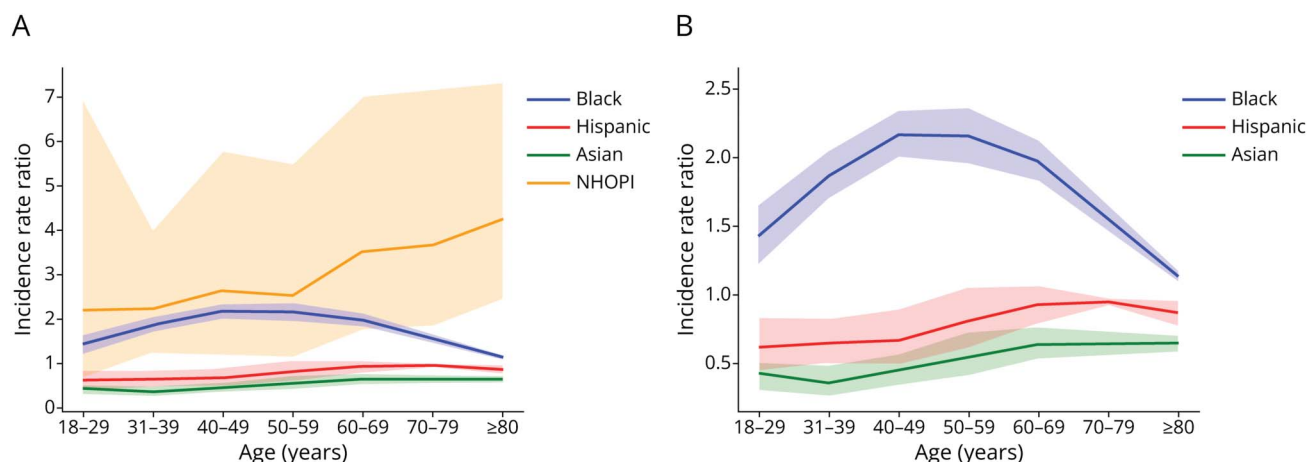 A
Incidence rate ratio
7
6
5
4
3
2
1
0
18–29 31–39 40–49 50–59 60–69 70–79 ≥80
Age (years)
Black
Hispanic
Asian
NHOPI
B
Incidence rate ratio
2.5
2.0
1.5
1.0
0.5
18–29 31–39 40–49 50–59 60–69 70–79 ≥80
Age (years)
Black
Hispanic
Asian